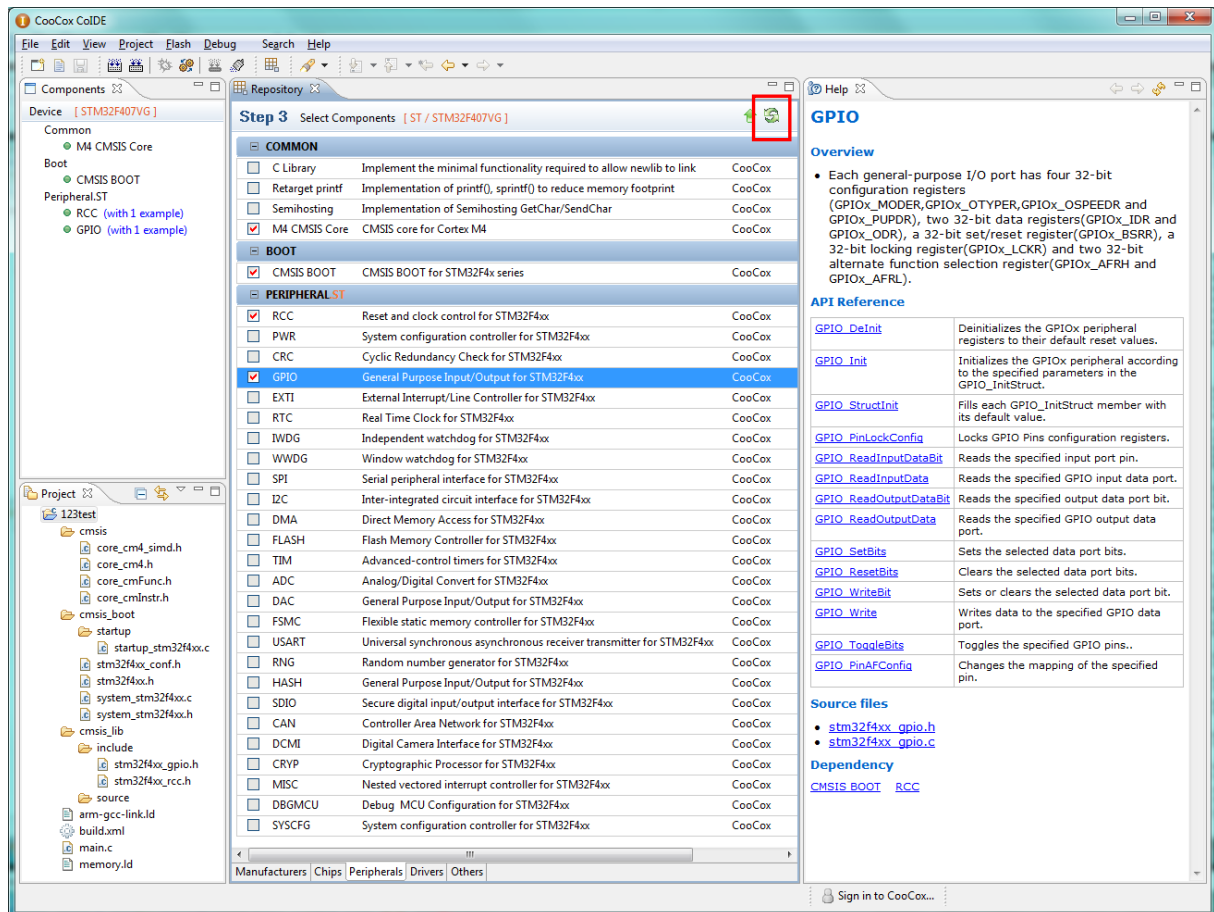 CooCox CoIDE
File Edit View Project Flash Debug Search Help
Components
Device [ STM32F407VG ]
Common
M4 CMSIS Core
Boot
CMSIS BOOT
Peripheral.ST
RCC (with 1 example)
GPIO (with 1 example)
Project
123test
cmsis
core_cm4_simd.h
core_cm4.h
core_cmFunc.h
core_cmInstr.h
cmsis_boot
startup
startup_stm32f4xx.c
stm32f4xx_conf.h
stm32f4xx.h
system_stm32f4xx.c
system_stm32f4xx.h
cmsis_lib
include
stm32f4xx_gpio.h
stm32f4xx_rcc.h
source
arm-gcc-link.ld
build.xml
main.c
memory.ld
Repository
Step 3 Select Components [ ST / STM32F407VG ]
COMMON
C Library Implement the minimal functionality required to allow newlib to link CooCox
Retarget printf Implementation of printf(), sprintf() to reduce memory footprint CooCox
Semihosting Implementation of Semihosting GetChar/SendChar CooCox
M4 CMSIS Core CMSIS core for Cortex M4 CooCox
BOOT
CMSIS BOOT CMSIS BOOT for STM32F4x series CooCox
PERIPHERAL.ST
RCC Reset and clock control for STM32F4xx CooCox
PWR System configuration controller for STM32F4xx CooCox
CRC Cyclic Redundancy Check for STM32F4xx CooCox
GPIO General Purpose Input/Output for STM32F4xx CooCox
EXTI External Interrupt/Line Controller for STM32F4xx CooCox
RTC Real Time Clock for STM32F4xx CooCox
IWDG Independent watchdog for STM32F4xx CooCox
WWDG Window watchdog for STM32F4xx CooCox
SPI Serial peripheral interface for STM32F4xx CooCox
I2C Inter-integrated circuit interface for STM32F4xx CooCox
DMA Direct Memory Access for STM32F4xx CooCox
FLASH Flash Memory Controller for STM32F4xx CooCox
TIM Advanced-control timers for STM32F4xx CooCox
ADC Analog/Digital Convert for STM32F4xx CooCox
DAC General Purpose Input/Output for STM32F4xx CooCox
FSMC Flexible static memory controller for STM32F4xx CooCox
USART Universal synchronous asynchronous receiver transmitter for STM32F4xx CooCox
RNG Random number generator for STM32F4xx CooCox
HASH General Purpose Input/Output for STM32F4xx CooCox
SDIO Secure digital input/output interface for STM32F4xx CooCox
CAN Controller Area Network for STM32F4xx CooCox
DCMI Digital Camera Interface for STM32F4xx CooCox
CRYP Cryptographic Processor for STM32F4xx CooCox
MISC Nested vectored interrupt controller for STM32F4xx CooCox
DBGMCU Debug MCU Configuration for STM32F4xx CooCox
SYSCFG System configuration controller for STM32F4xx CooCox
Manufacturers Chips Peripherals Drivers Others
Help
GPIO
Overview
Each general-purpose I/O port has four 32-bit
configuration registers
(GPIOx_MODER,GPIOx_OTYPER,GPIOx_OSPEEDR and
GPIOx_PUPDR), two 32-bit data registers(GPIOx_IDR and
GPIOx_ODR), a 32-bit set/reset register(GPIOx_BSRR), a
32-bit locking register(GPIOx_LCKR) and two 32-bit
alternate function selection register(GPIOx_AFRH and
GPIOx_AFRL).
API Reference
GPIO_DeInit Deinitializes the GPIOx peripheral
registers to their default reset values.
GPIO_Init Initializes the GPIOx peripheral according
to the specified parameters in the
GPIO_InitStruct.
GPIO_StructInit Fills each GPIO_InitStruct member with
its default value.
GPIO_PinLockConfig Locks GPIO Pins configuration registers.
GPIO_ReadInputDataBit Reads the specified input port pin.
GPIO_ReadInputData Reads the specified GPIO input data port.
GPIO_ReadOutputDataBit Reads the specified output data port bit.
GPIO_ReadOutputData Reads the specified GPIO output data
port.
GPIO_SetBits Sets the selected data port bits.
GPIO_ResetBits Clears the selected data port bits.
GPIO_WriteBit Sets or clears the selected data port bit.
GPIO_Write Writes data to the specified GPIO data
port.
GPIO_ToggleBits Toggles the specified GPIO pins..
GPIO_PinAFConfig Changes the mapping of the specified
pin.
Source files
stm32f4xx_gpio.h
stm32f4xx_gpio.c
Dependency
CMSIS BOOT RCC
Sign in to CooCox...